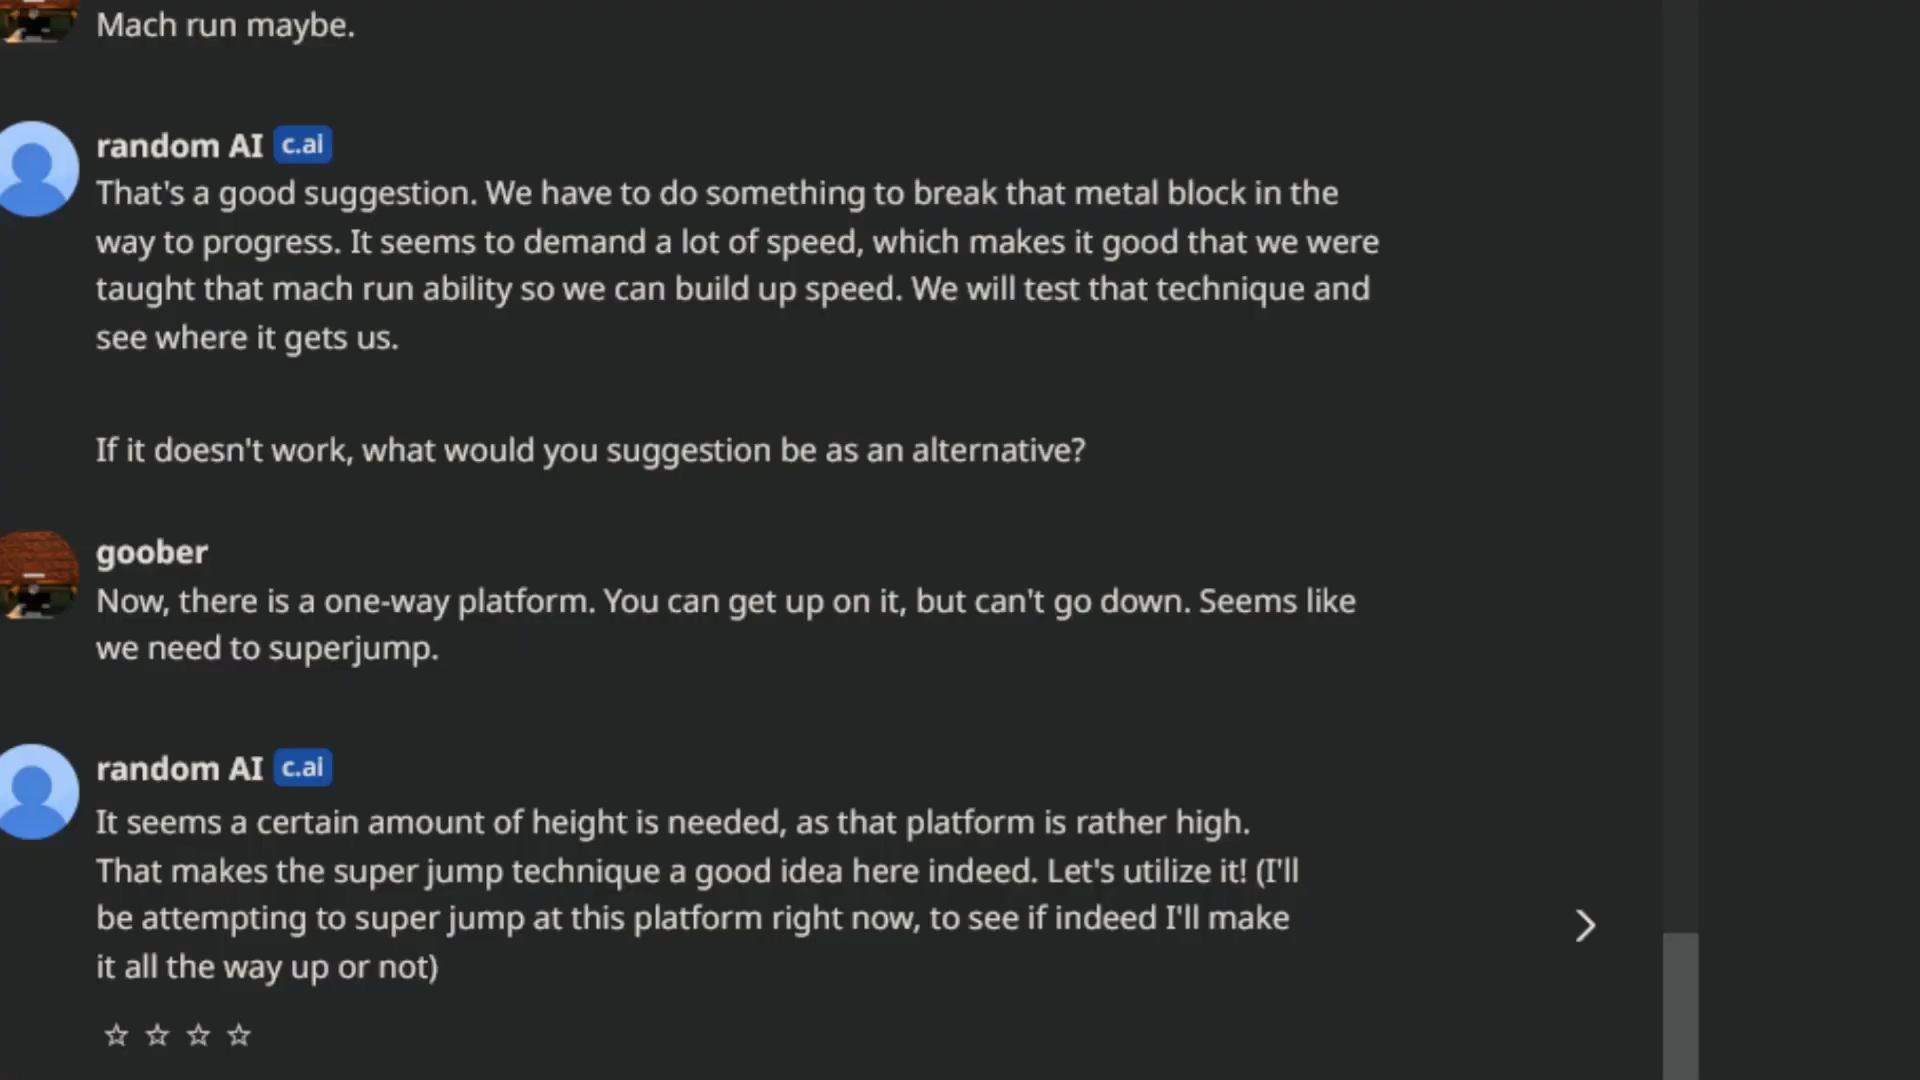 Mach run maybe.
random AI c.ai
That's a good suggestion. We have to do something to break that metal block in the
way to progress. It seems to demand a lot of speed, which makes it good that we were
taught that mach run ability so we can build up speed. We will test that technique and
see where it gets us.
If it doesn't work, what would you suggestion be as an alternative?
goober
Now, there is a one-way platform. You can get up on it, but can't go down. Seems like
we need to superjump.
random AI c.ai
It seems a certain amount of height is needed, as that platform is rather high.
That makes the super jump technique a good idea here indeed. Let's utilize it! (I'll
be attempting to super jump at this platform right now, to see if indeed I'll make
it all the way up or not)